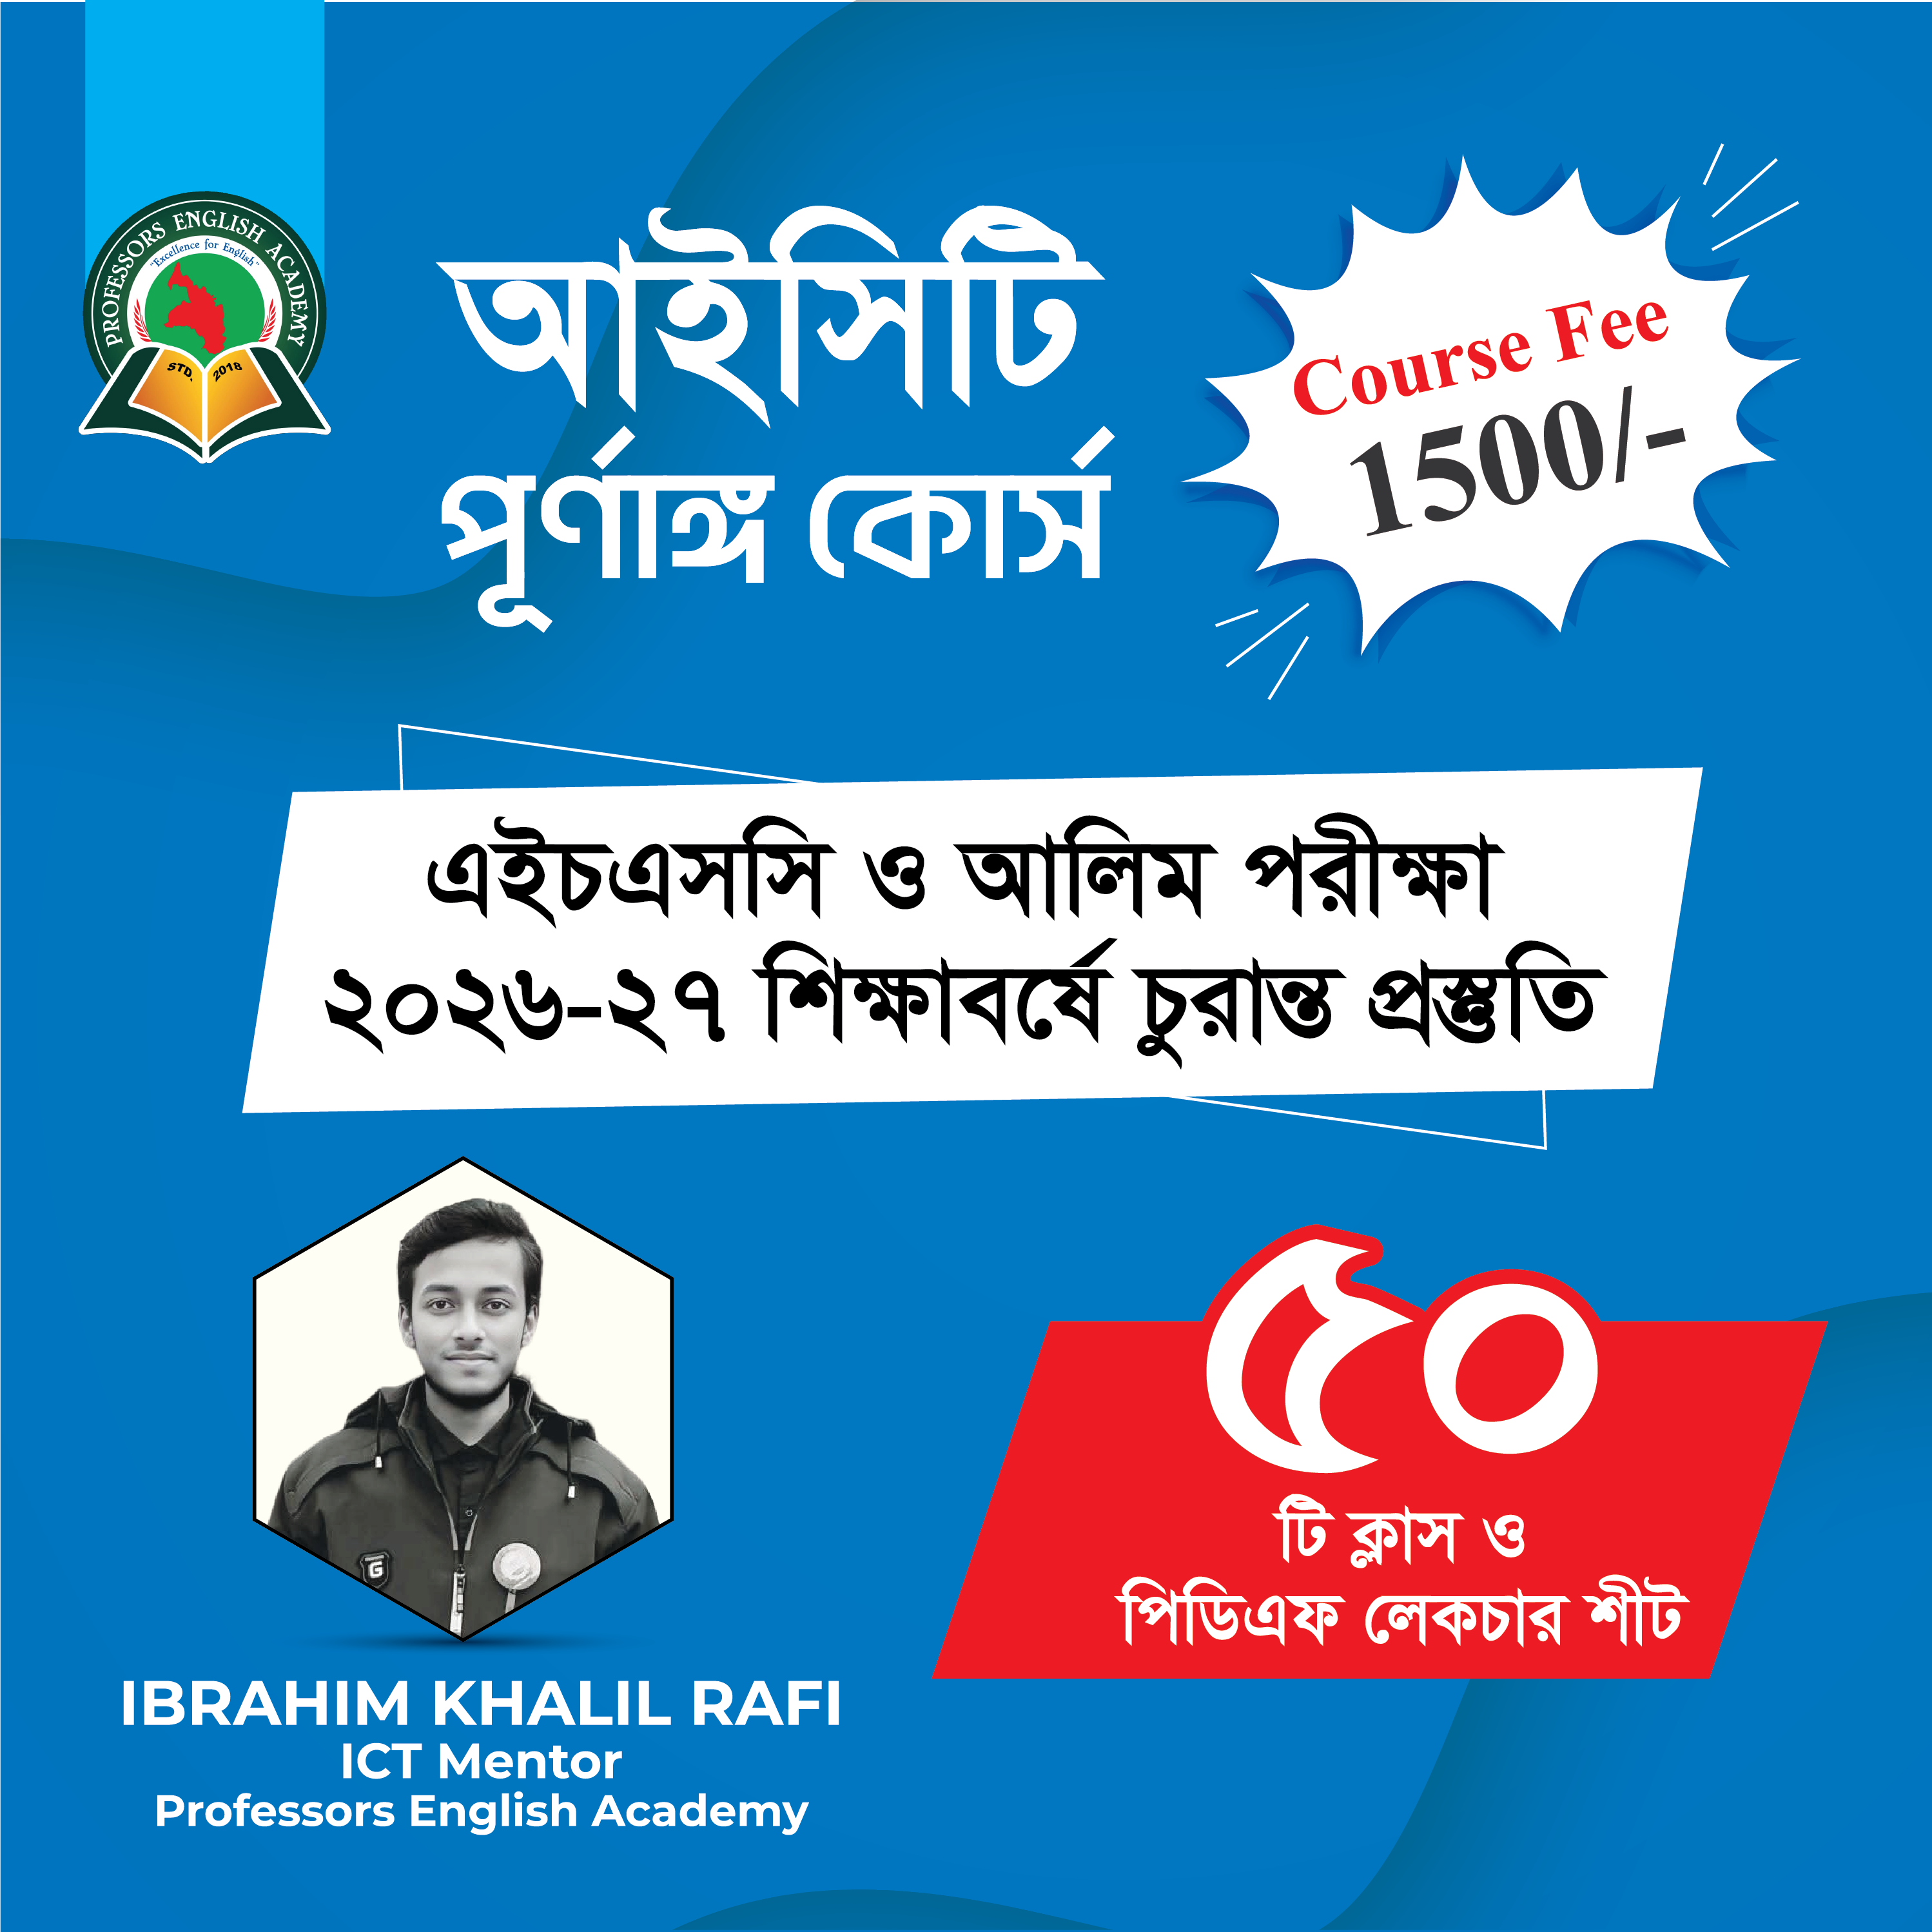 PROFESSORS ENGLISH ACADEMY
"Excellence for English"
STD. 2018
আইসিটি
পূর্ণাঙ্গ কোর্স
Course Fee
1500/-
এইচএসসি ও আলিম পরীক্ষা
২০২৬-২৭ শিক্ষাবর্ষে চুরান্ত প্রস্তুতি
৫০
টি ক্লাস ও
পিডিএফ লেকচার শীট
G
IBRAHIM KHALIL RAFI
ICT Mentor
Professors English Academy